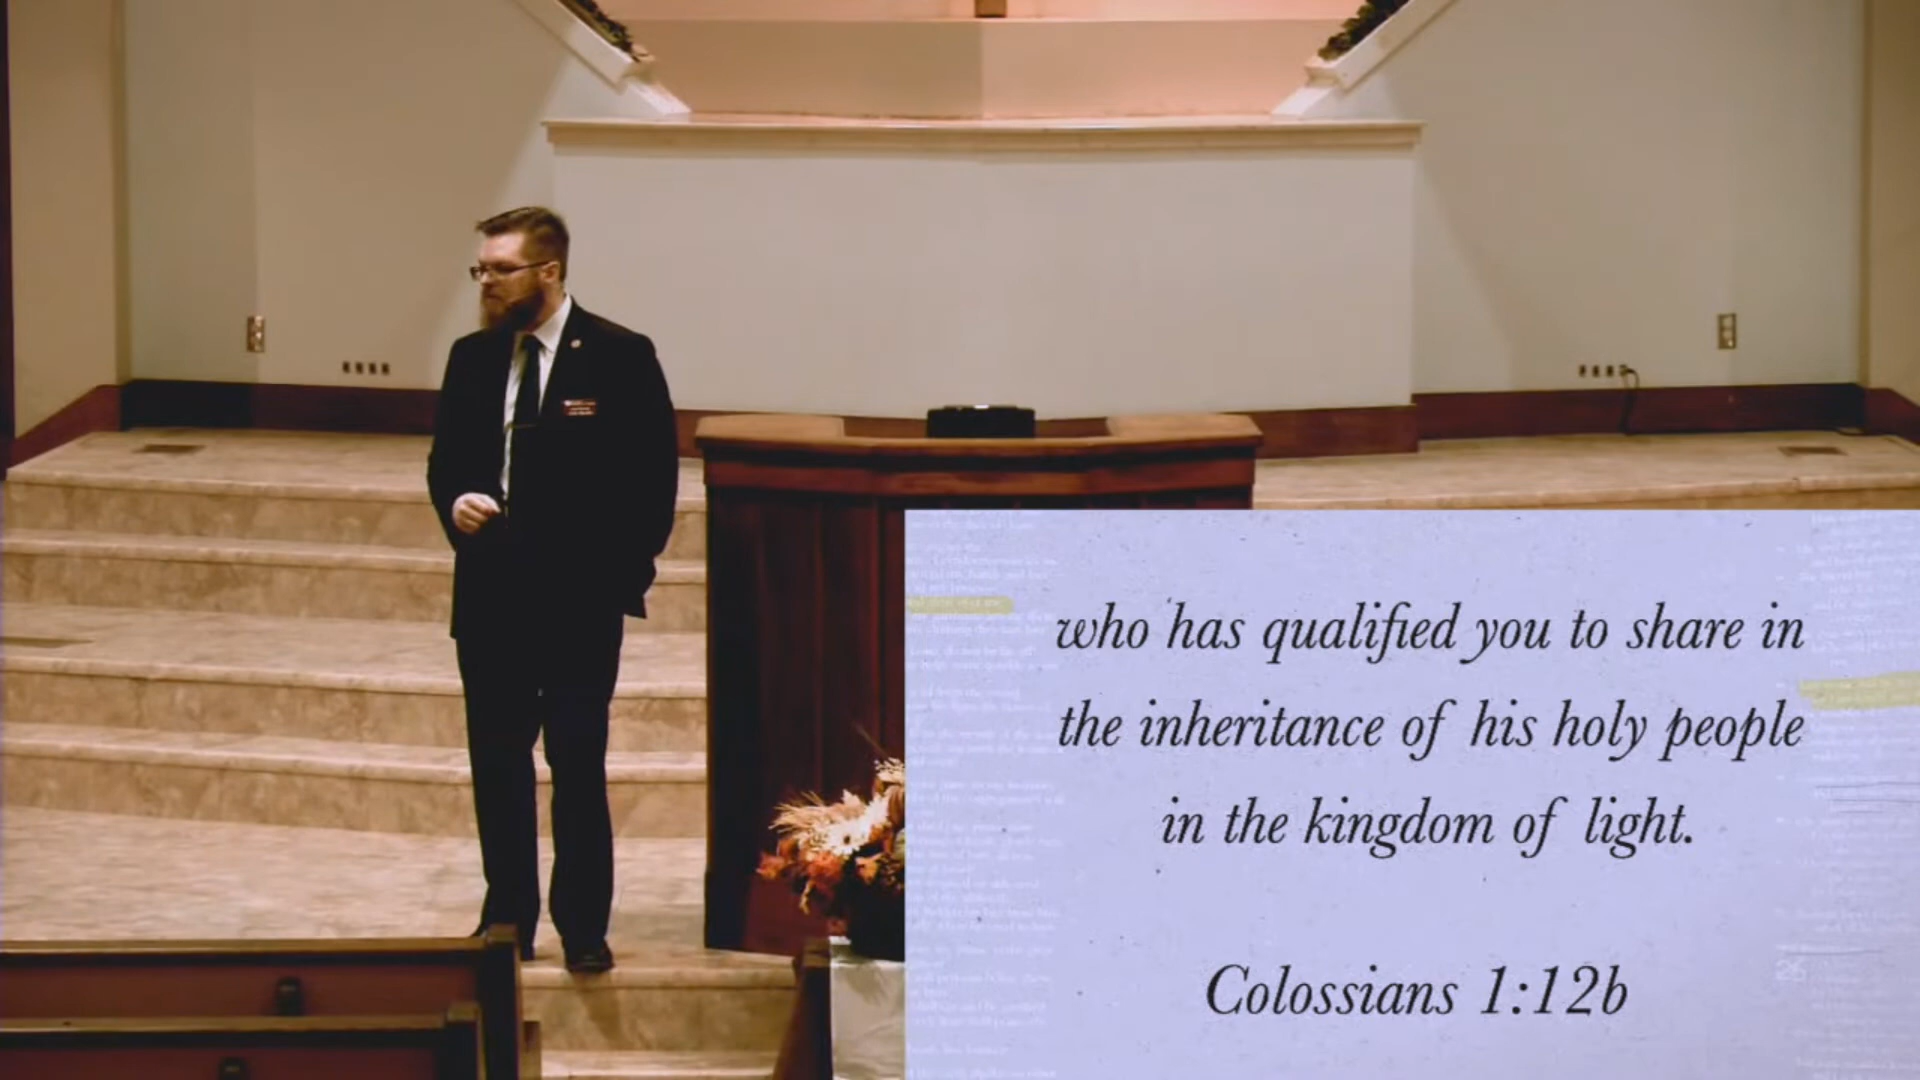 who has qualified you to share in
the inheritance of his holy people
in the kingdom of light.
Colossians 1:12b